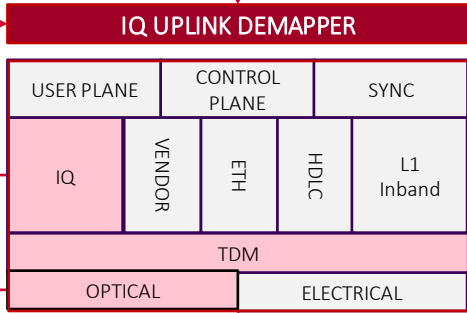 IQ UPLINK DEMAPPER
USER PLANE
CONTROL
PLANE
SYNC
IQ
VENDOR
ETH
HDLC
L1
Inband
TDM
OPTICAL
ELECTRICAL